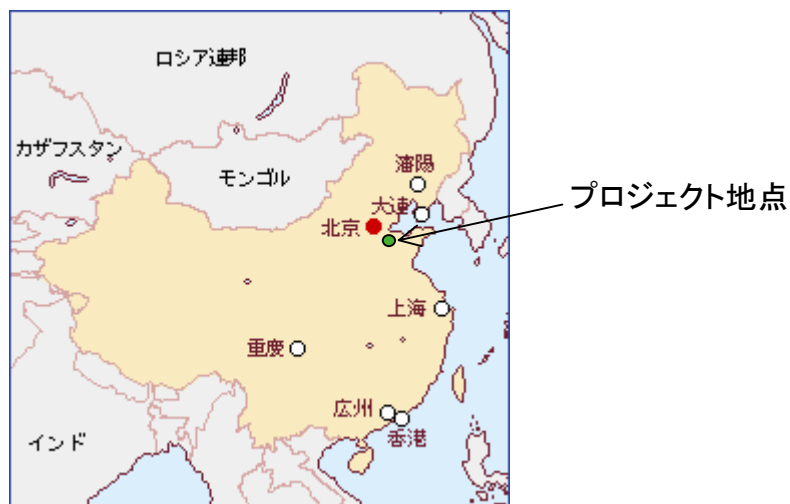 ロシア連邦
カザフスタン
モンゴル
瀋陽
大連
北京
プロジェクト地点
上海
重慶
広州
香港
インド